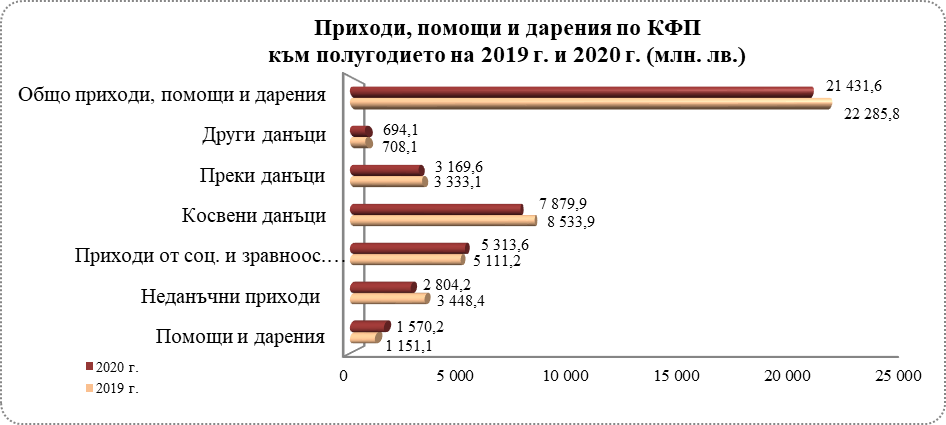 Приходи, помощи и дарения по КФП
към полугодието на 2019 г. и 2020 г. (млн. лв.)
Общо приходи, помощи и дарения
21 431,6
22 285,8
Други данъци
694,1
708,1
Преки данъци
3 169,6
3 333,1
Косвени данъци
7 879,9
8 533,9
Приходи от соц. и зравноос.…
5 313,6
5 111,2
Неданъчни приходи
2 804,2
3 448,4
Помощи и дарения
1 570,2
1 151,1
2020 г.
2019 г.
0 5 000 10 000 15 000 20 000 25 000